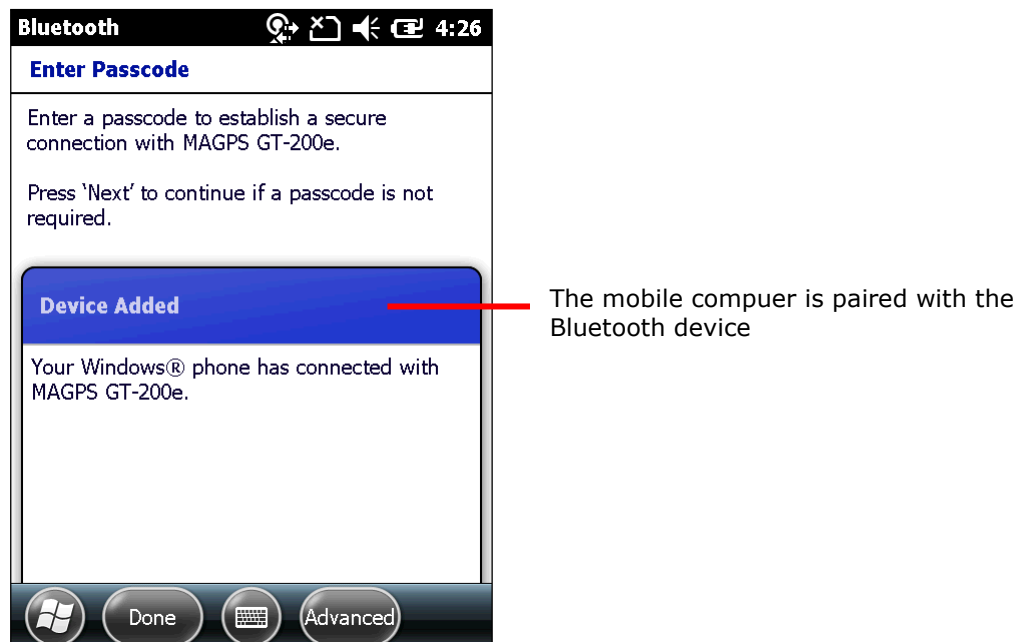 Bluetooth 4:26
Enter Passcode
Enter a passcode to establish a secure
connection with MAGPS GT-200e.
Press 'Next' to continue if a passcode is not
required.
Device Added
The mobile compuer is paired with the
Bluetooth device
Your Windows® phone has connected with
MAGPS GT-200e.
Done Advanced